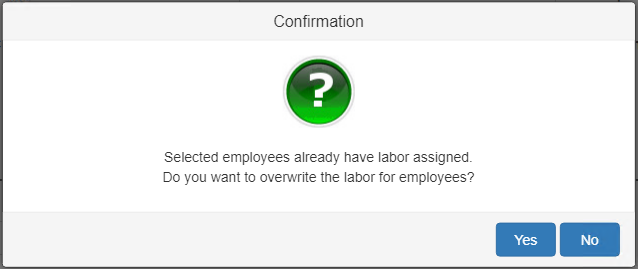 Confirmation
?
Selected employees already have labor assigned.
Do you want to overwrite the labor for employees?
Yes No